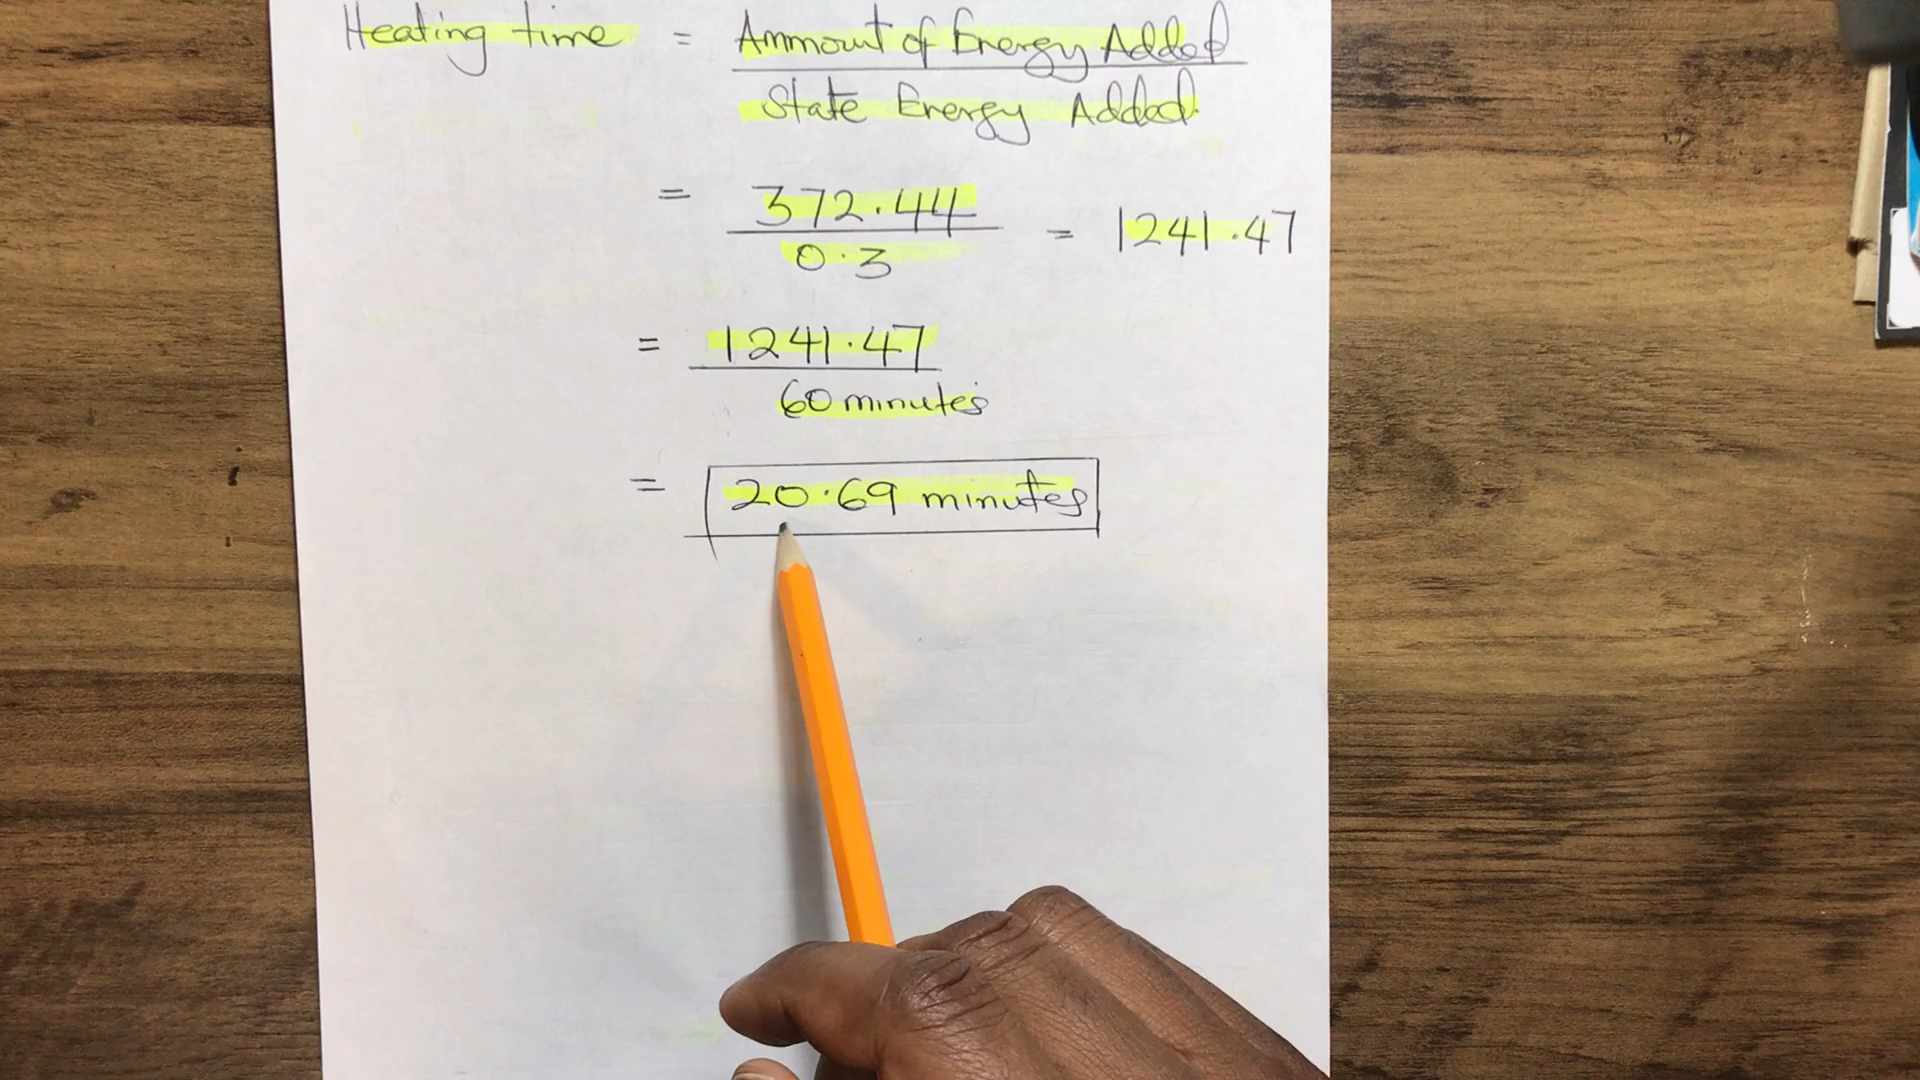 Heating time = Ammount of Energy Added
State Energy Added.
= 372.44 = 1241.47
0.3
= 1241.47
60 minutes
= 20.69 minutes